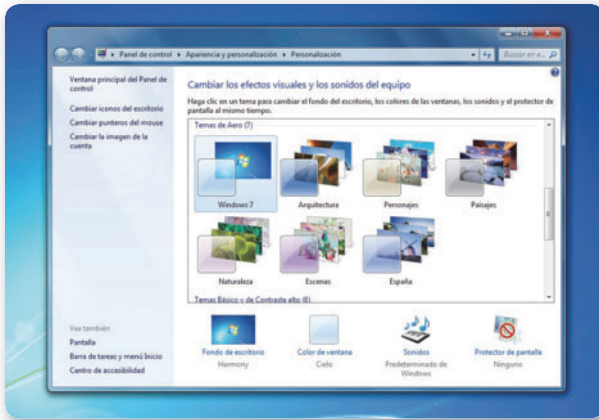 Panel de control ▸ Apariencia y personalización ▸ Personalización
Buscar en e...
Ventana principal del Panel de
control
Cambiar iconos del escritorio
Cambiar punteros del mouse
Cambiar la imagen de la
cuenta
Vea también
Pantalla
Barra de tareas y menú Inicio
Centro de accesibilidad
Cambiar los efectos visuales y los sonidos del equipo
Haga clic en un tema para cambiar el fondo del escritorio, los colores de las ventanas, los sonidos y el protector de
pantalla al mismo tiempo.
Temas de Aero (7)
Windows 7 Arquitectura Personajes Paisajes
Naturaleza Escenas España
Temas Básico y de Contraste alto (6)
Fondo de escritorio Color de ventana Sonidos Protector de pantalla
Harmony Cielo Predeterminado de Ninguno
Windows